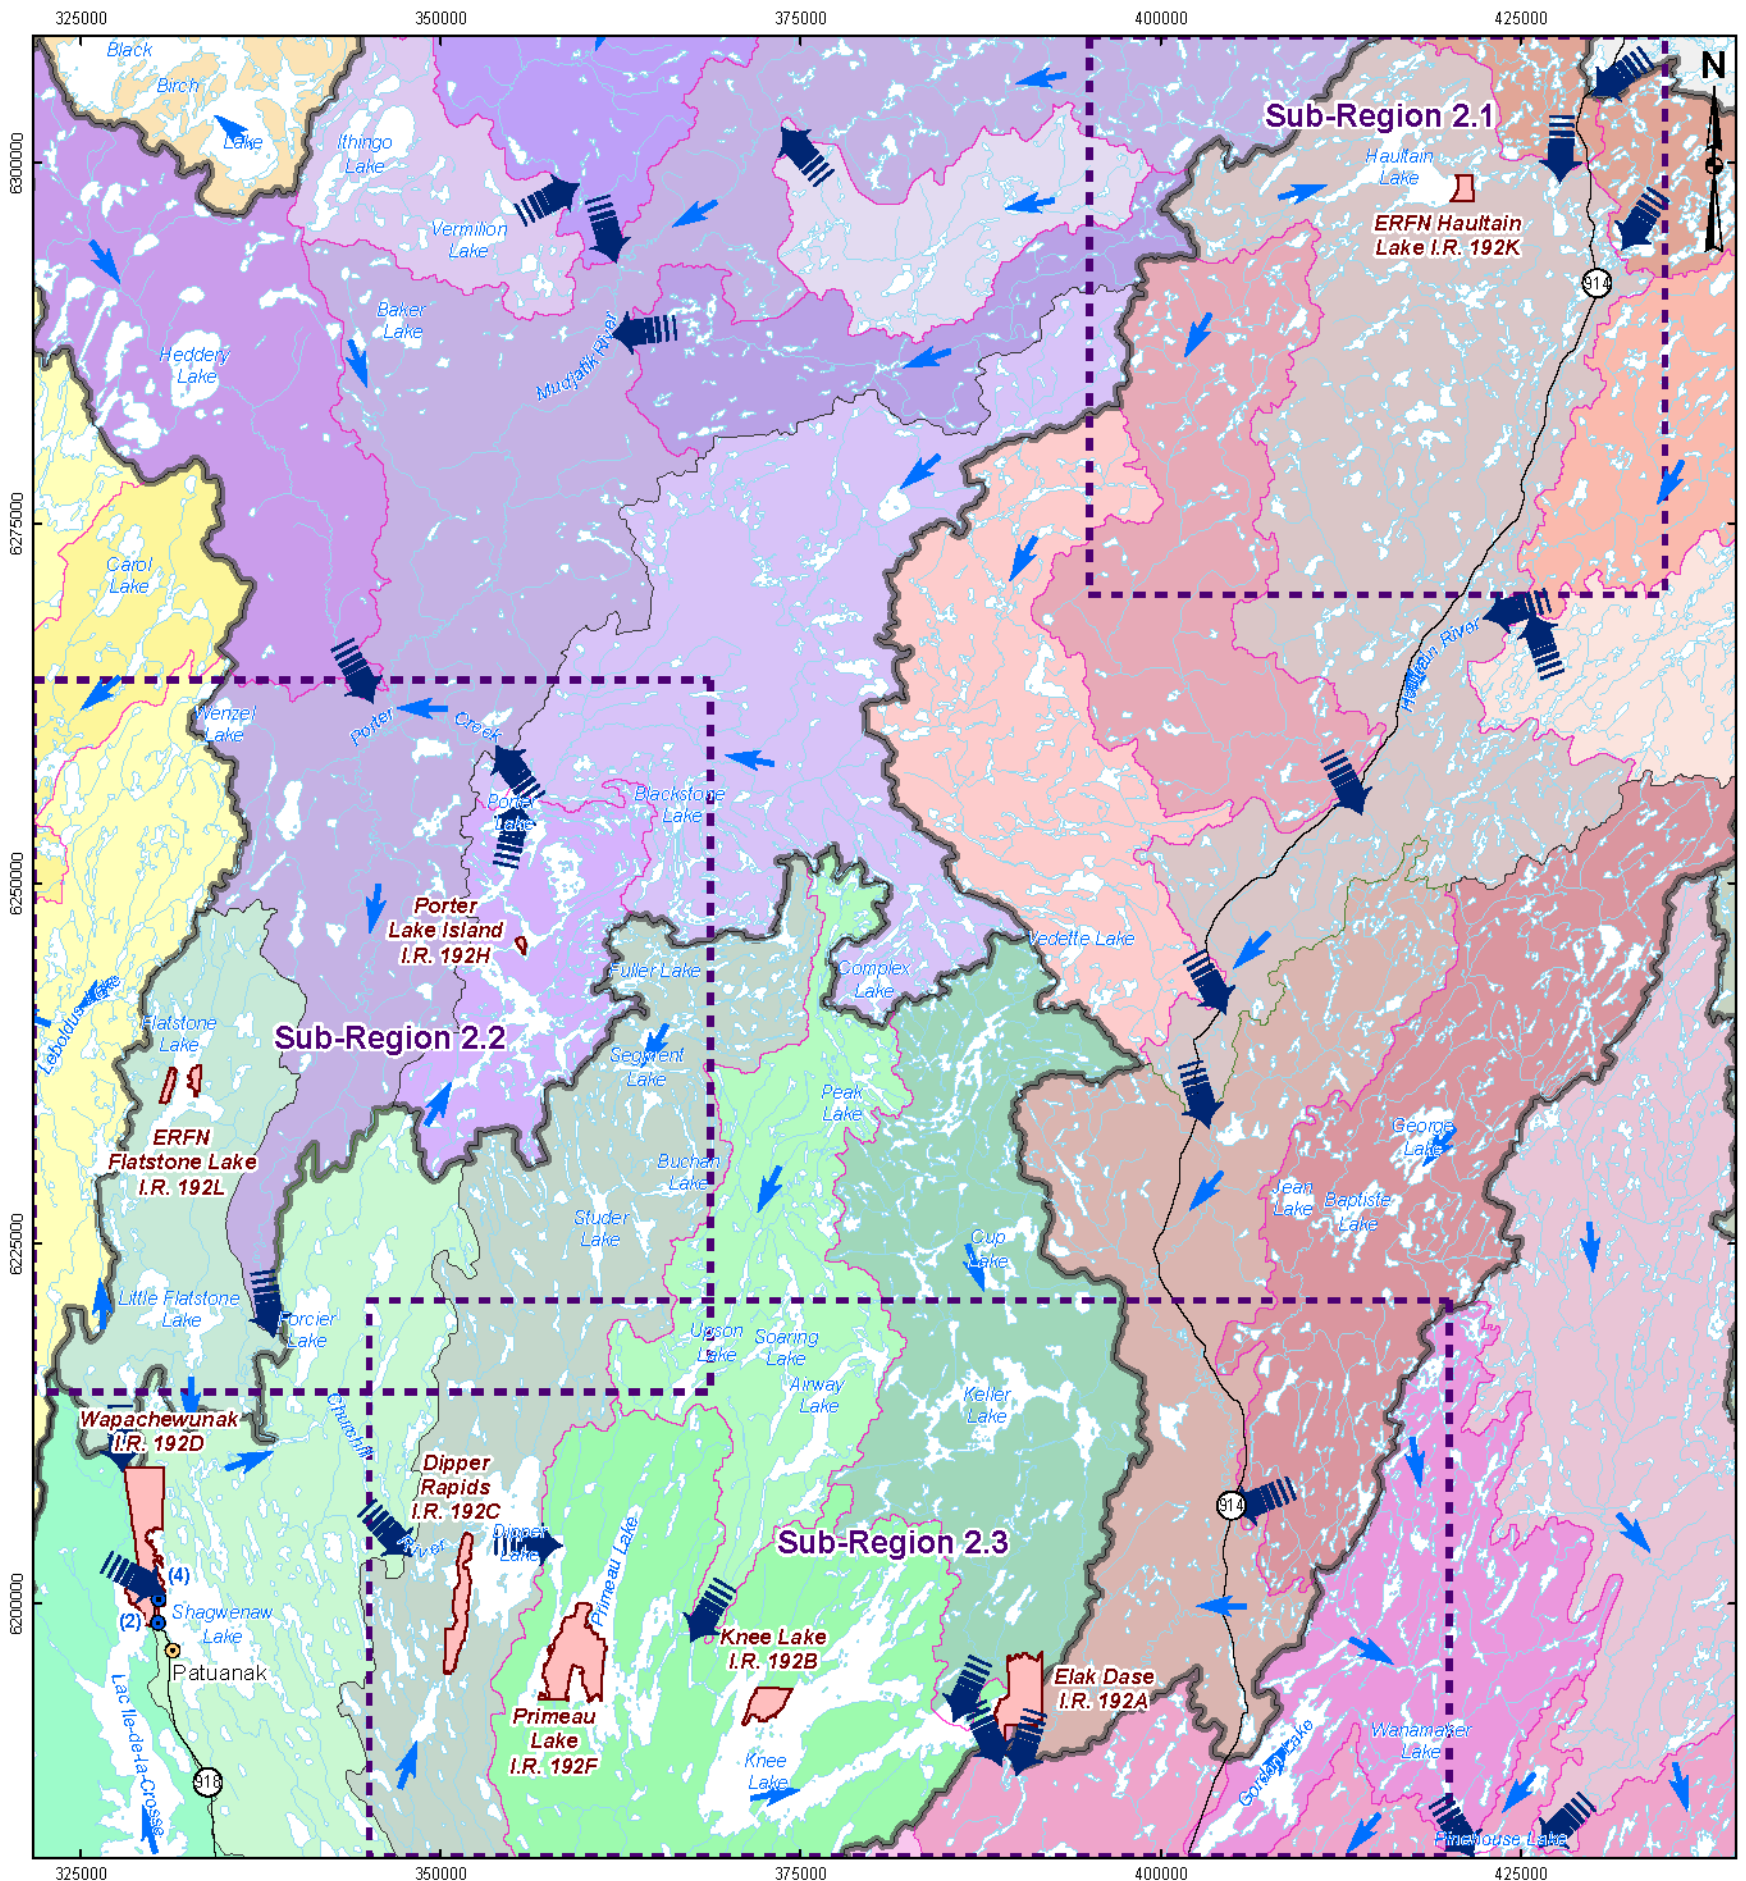 325000
350000
375000
400000
425000
Black
Birch
Lake
N
Sub-Region 2.1
Ithingo
Lake
Haultain
Lake
6300000
ERFN Haultain
Lake I.R. 192K
Vermilion
Lake
914
Baker
Lake
Heddery
Lake
Mudjatik River
6275000
Carol
Lake
Haultain River
Wenzel
Lake
Porter
Creek
Porter
Lake
Blackstone
Lake
6250000
Porter
Lake Island
I.R. 192H
Vedette Lake
Fuller Lake
Complex
Lake
Leboldus Lake
Flatstone
Lake
Sub-Region 2.2
Segment
Lake
Peak
Lake
ERFN
Flatstone Lake
I.R. 192L
George
Lake
Buchan
Lake
Jean
Lake
Baptiste
Lake
Studer
Lake
6225000
Cup
Lake
Little Flatstone
Lake
Forcier
Lake
Upson
Lake
Soaring
Lake
Airway
Lake
Keller
Lake
Wapachewunak
I.R. 192D
Churchill
River
Dipper
Rapids
I.R. 192C
914
Dipper
Lake
Sub-Region 2.3
Primeau Lake
(4)
6200000
(2)
Shagwenaw
Lake
Patuanak
Knee Lake
I.R. 192B
Elak Dase
I.R. 192A
Lac Ile-de-la-Crosse
Primeau
Lake
I.R. 192F
Wanamaker
Lake
Gordon Lake
Knee
Lake
918
Pinehouse Lake
325000
350000
375000
400000
425000